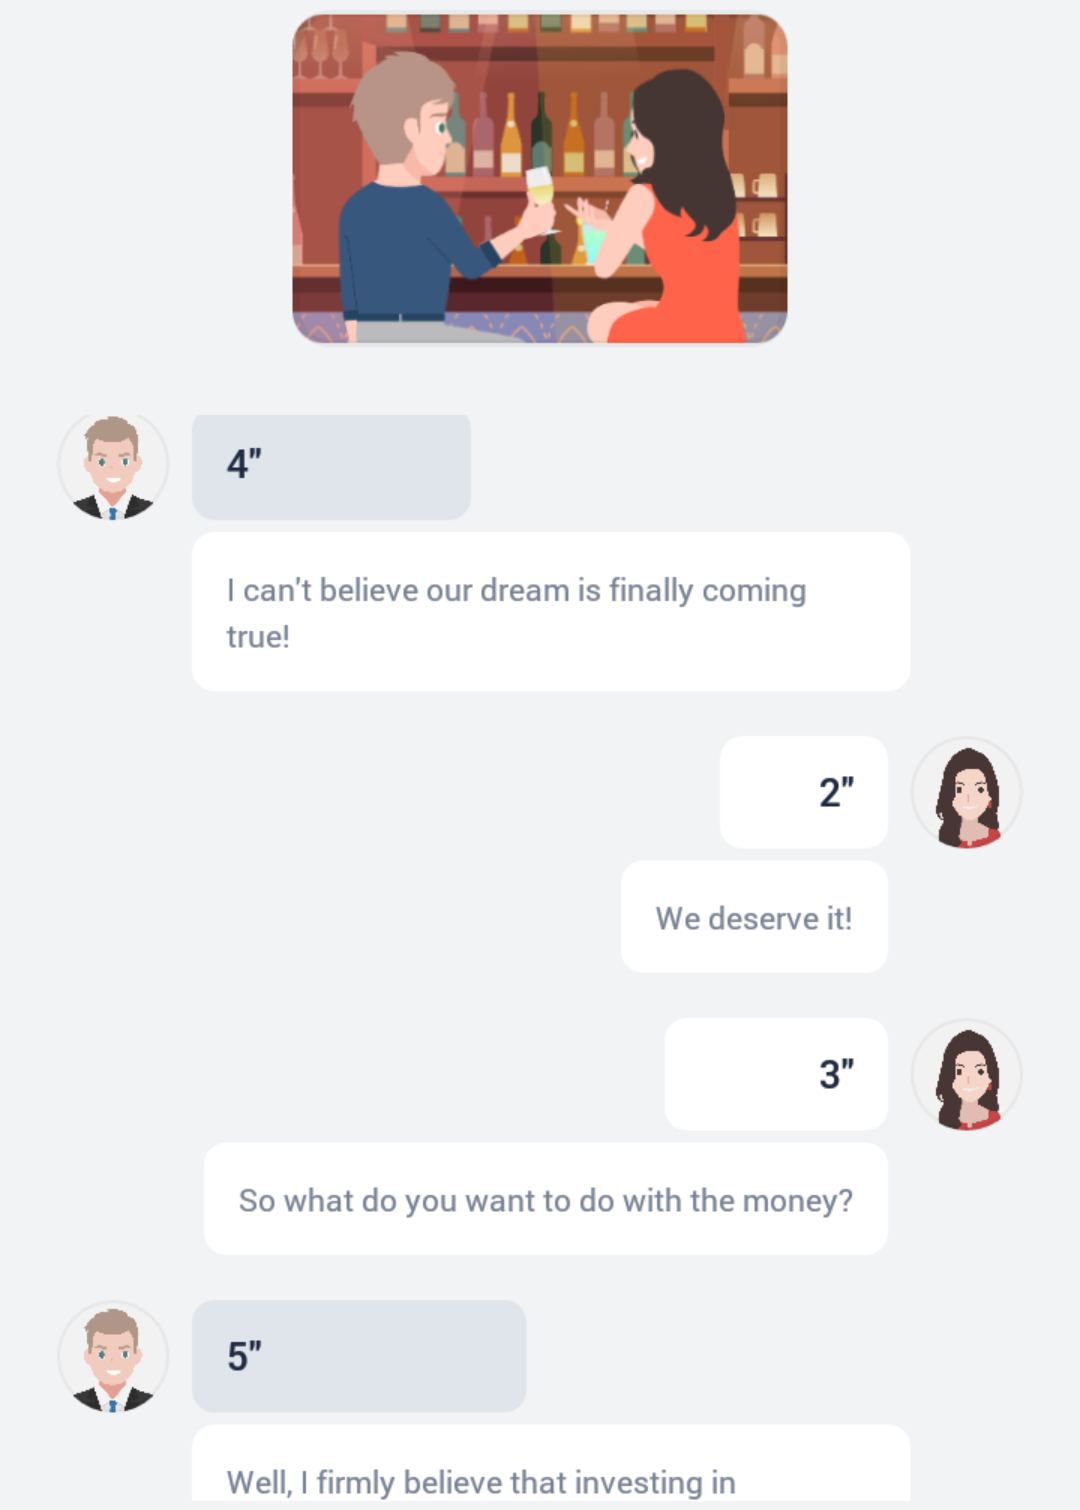 4"
I can't believe our dream is finally coming
true!
2"
We deserve it!
3"
So what do you want to do with the money?
5"
Well, I firmly believe that investing in